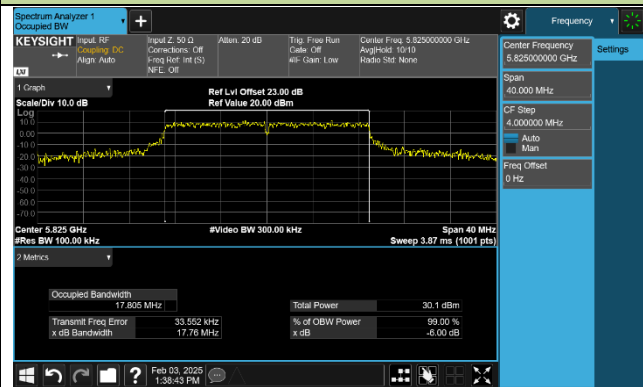 Spectrum Analyzer 1
Occupied BW
Frequency
KEYSIGHT
Input: RF
Coupling: DC
Align: Auto
Input Z: 50 Ω
Corrections: Off
Freq Ref: Int (S)
NFE: Off
Atten: 20 dB
Trig: Free Run
Gate: Off
#IF Gain: Low
Center Freq: 5.825000000 GHz
Avg|Hold: 10/10
Radio Std: None
LXI
1 Graph
Scale/Div 10.0 dB
Ref Lvl Offset 23.00 dB
Ref Value 20.00 dBm
Log
10.0
0.00
-10.0
-20.0
-30.0
-40.0
-50.0
-60.0
-70.0
Center 5.825 GHz
#Video BW 300.00 kHz
Span 40 MHz
#Res BW 100.00 kHz
Sweep 3.87 ms (1001 pts)
2 Metrics
Occupied Bandwidth
17.805 MHz
Total Power 30.1 dBm
Transmit Freq Error 33.552 kHz
% of OBW Power 99.00 %
x dB Bandwidth 17.76 MHz
x dB -6.00 dB
Center Frequency
5.825000000 GHz
Settings
Span
40.000 MHz
CF Step
4.000000 MHz
Auto
Man
Freq Offset
0 Hz
?
Feb 03, 2025
1:38:43 PM